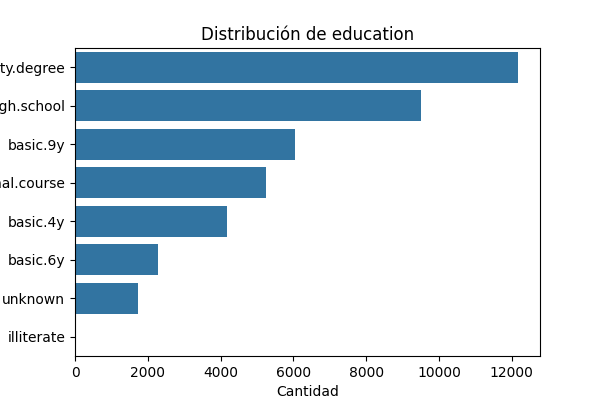 Distribución de education
ty.degree
gh.school
basic.9y
nal.course
basic.4y
basic.6y
unknown
illiterate
0 2000 4000 6000 8000 10000 12000
Cantidad